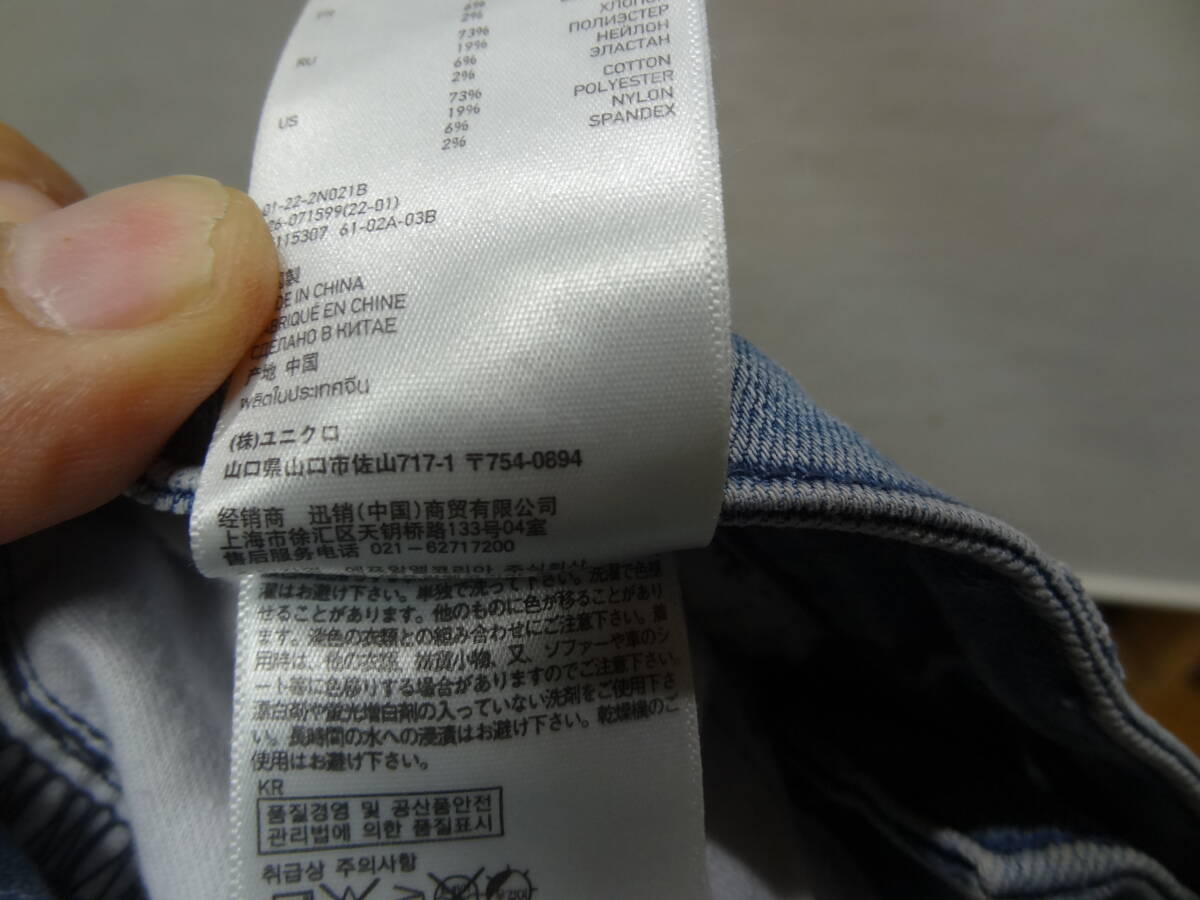 6%
2%
73% ХЛОПОК
19% ПОЛИЭСТЕР
RU 6% НЕЙЛОН
2% ЭЛАСТАН
73% COTTON
US 19% POLYESTER
6% NYLON
2% SPANDEX
01-22-2N021B
26-071599(22-01)
115307 61-02A-03B
製
DE IN CHINA
ABRIQUÉ EN CHINE
СДЕЛАНО В КИТАЕ
产地 中国
ผลิตในประเทศจีน
(株)ユニクロ
山口県山口市佐山717-1 〒754-0894
经销商 迅销(中国)商贸有限公司
上海市徐汇区天钥桥路133号04室
售后服务电话 021-62717200
濯はお避け下さい。単独で洗って下さい。洗濯で色移
せることがあります。他のものに色が移ることがあり
ます。淡色の衣類との組み合わせにご注意下さい。着
用時は、他の衣類、雑貨小物、又、ソファーや車のシ
ート等に色移りする場合がありますのでご注意下さい。
漂白剤や蛍光増白剤の入っていない洗剤をご使用下さ
い。長時間の水への浸漬はお避け下さい。乾燥機のご
使用はお避け下さい。
KR
품질경영 및 공산품안전
관리법에 의한 품질표시
취급상 주의사항